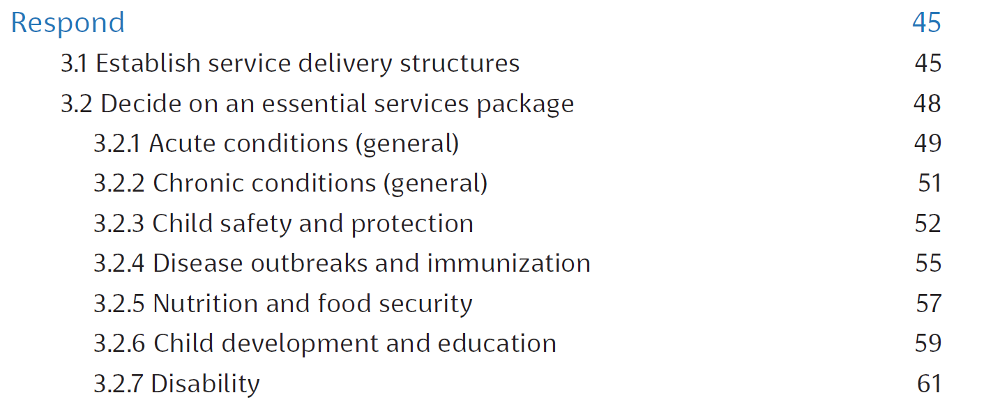 Respond 45
3.1 Establish service delivery structures 45
3.2 Decide on an essential services package 48
3.2.1 Acute conditions (general) 49
3.2.2 Chronic conditions (general) 51
3.2.3 Child safety and protection 52
3.2.4 Disease outbreaks and immunization 55
3.2.5 Nutrition and food security 57
3.2.6 Child development and education 59
3.2.7 Disability 61